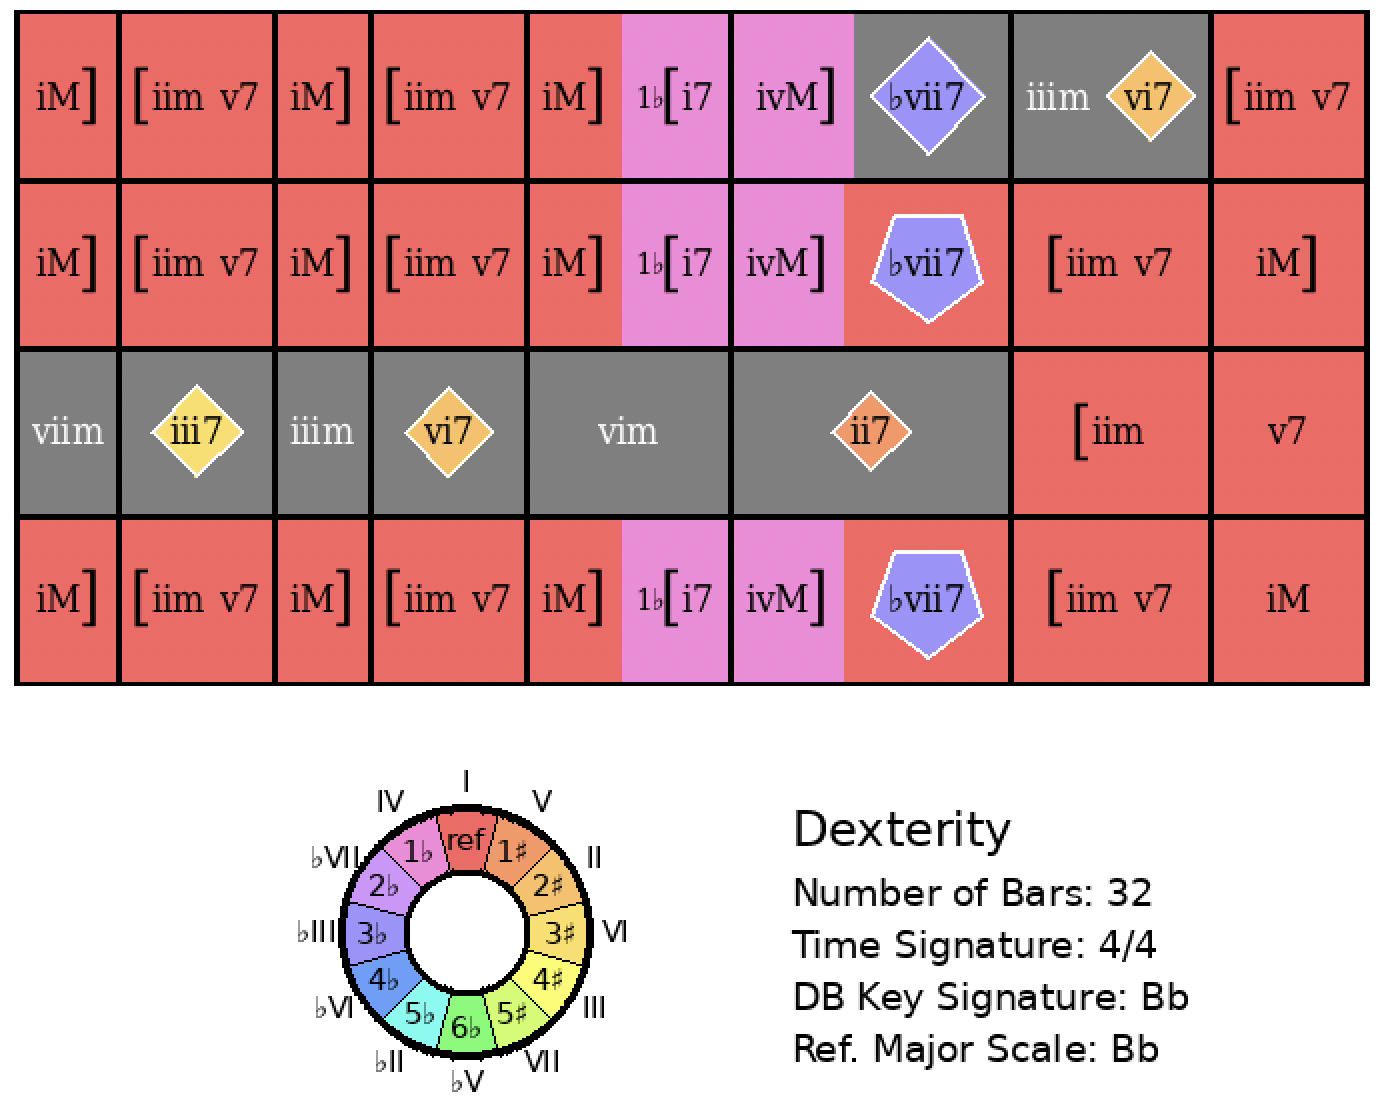 iM] [iim v7 iM] [iim v7 iM] 1♭[i7 ivM] ♭vii7 iiim vi7 [iim v7
iM] [iim v7 iM] [iim v7 iM] 1♭[i7 ivM] ♭vii7 [iim v7 iM]
viim iii7 iiim vi7 vim ii7 [iim v7
iM] [iim v7 iM] [iim v7 iM] 1♭[i7 ivM] ♭vii7 [iim v7 iM
I
IV V
♭VII 1♭ ref 1♯ II
2♭ 2♯
♭III 3♭ 3♯ VI
4♭ 4♯
♭VI 5♭ 6♭ 5♯ III
♭II VII
♭V
Dexterity
Number of Bars: 32
Time Signature: 4/4
DB Key Signature: Bb
Ref. Major Scale: Bb